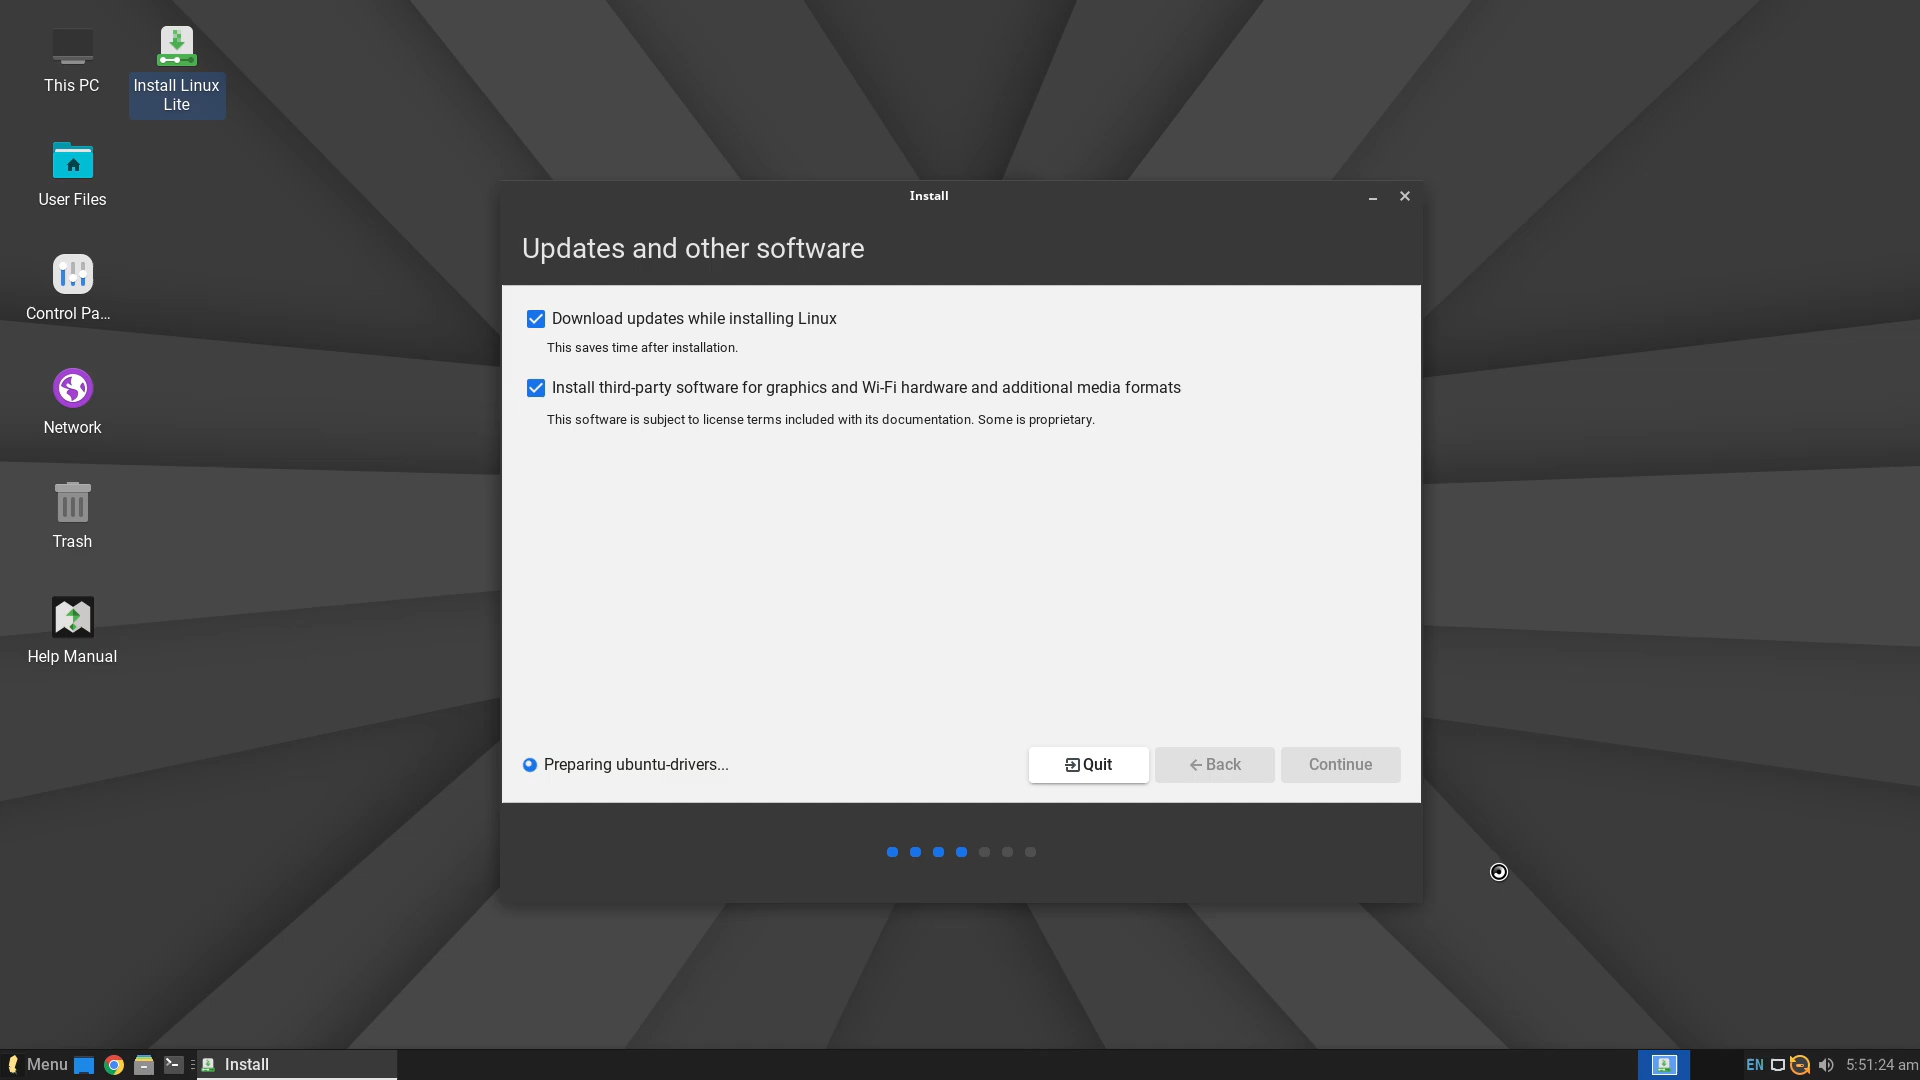 This PC
Install Linux
Lite
User Files
Control Pa...
Network
Trash
Help Manual
Install
Updates and other software
Download updates while installing Linux
This saves time after installation.
Install third-party software for graphics and Wi-Fi hardware and additional media formats
This software is subject to license terms included with its documentation. Some is proprietary.
Preparing ubuntu-drivers...
Quit
Back
Continue
Menu
Install
EN
5:51:24 am